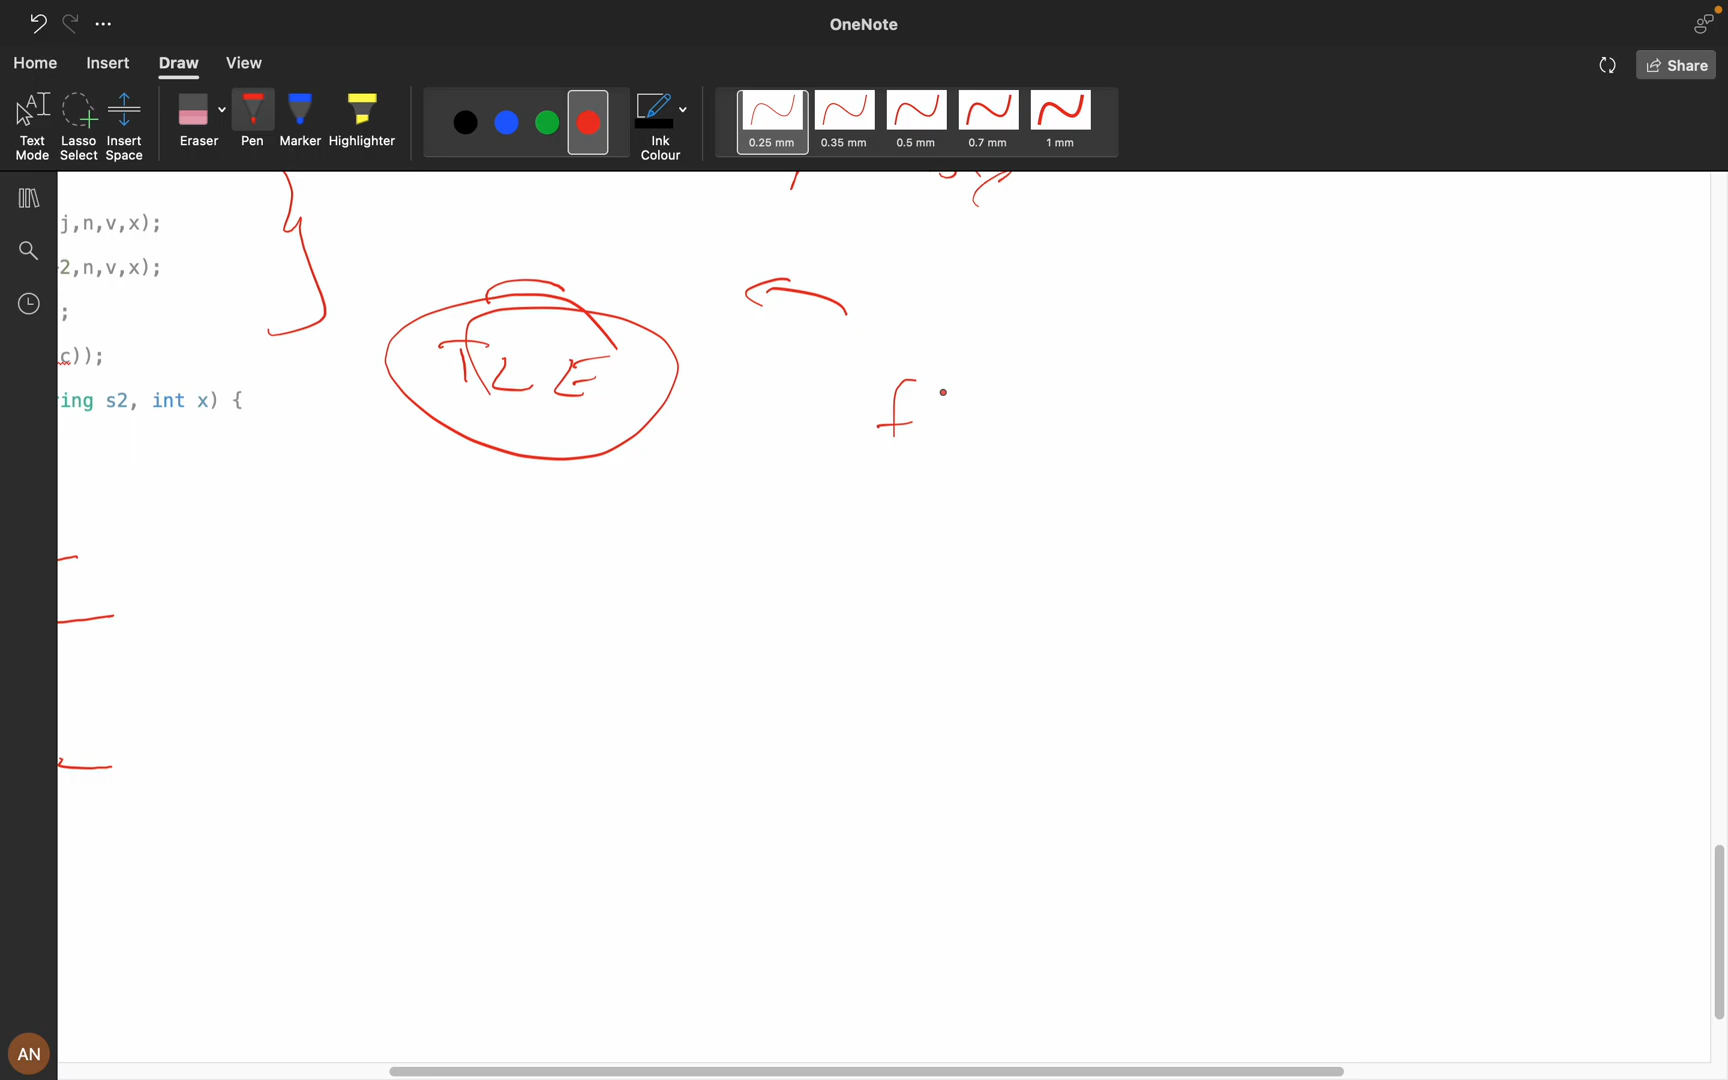 OneNote
Home Insert Draw View
Share
Text Mode
Lasso Select
Insert Space
Eraser
Pen
Marker
Highlighter
Ink Colour
0.25 mm
0.35 mm
0.5 mm
0.7 mm
1 mm
j,n,v,x);
2,n,v,x);
;
c));
ing s2, int x) {
TLE
f
AN